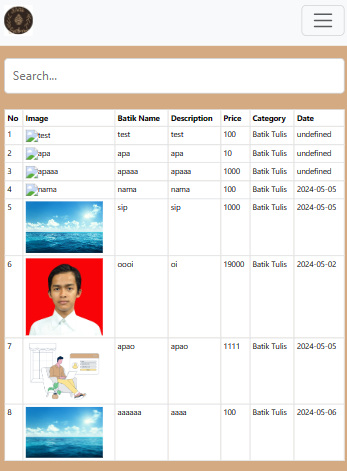 Search...
No Image Batik Name Description Price Category Date
1 test test test 100 Batik Tulis undefined
2 apa apa apa 10 Batik Tulis undefined
3 apaaa apaaa apaaa 1000 Batik Tulis undefined
4 nama nama nama 100 Batik Tulis 2024-05-05
5 sip sip 1000 Batik Tulis 2024-05-05
6 oooi oi 19000 Batik Tulis 2024-05-02
7 apao apao 1111 Batik Tulis 2024-05-05
8 aaaaaa aaaa 100 Batik Tulis 2024-05-06